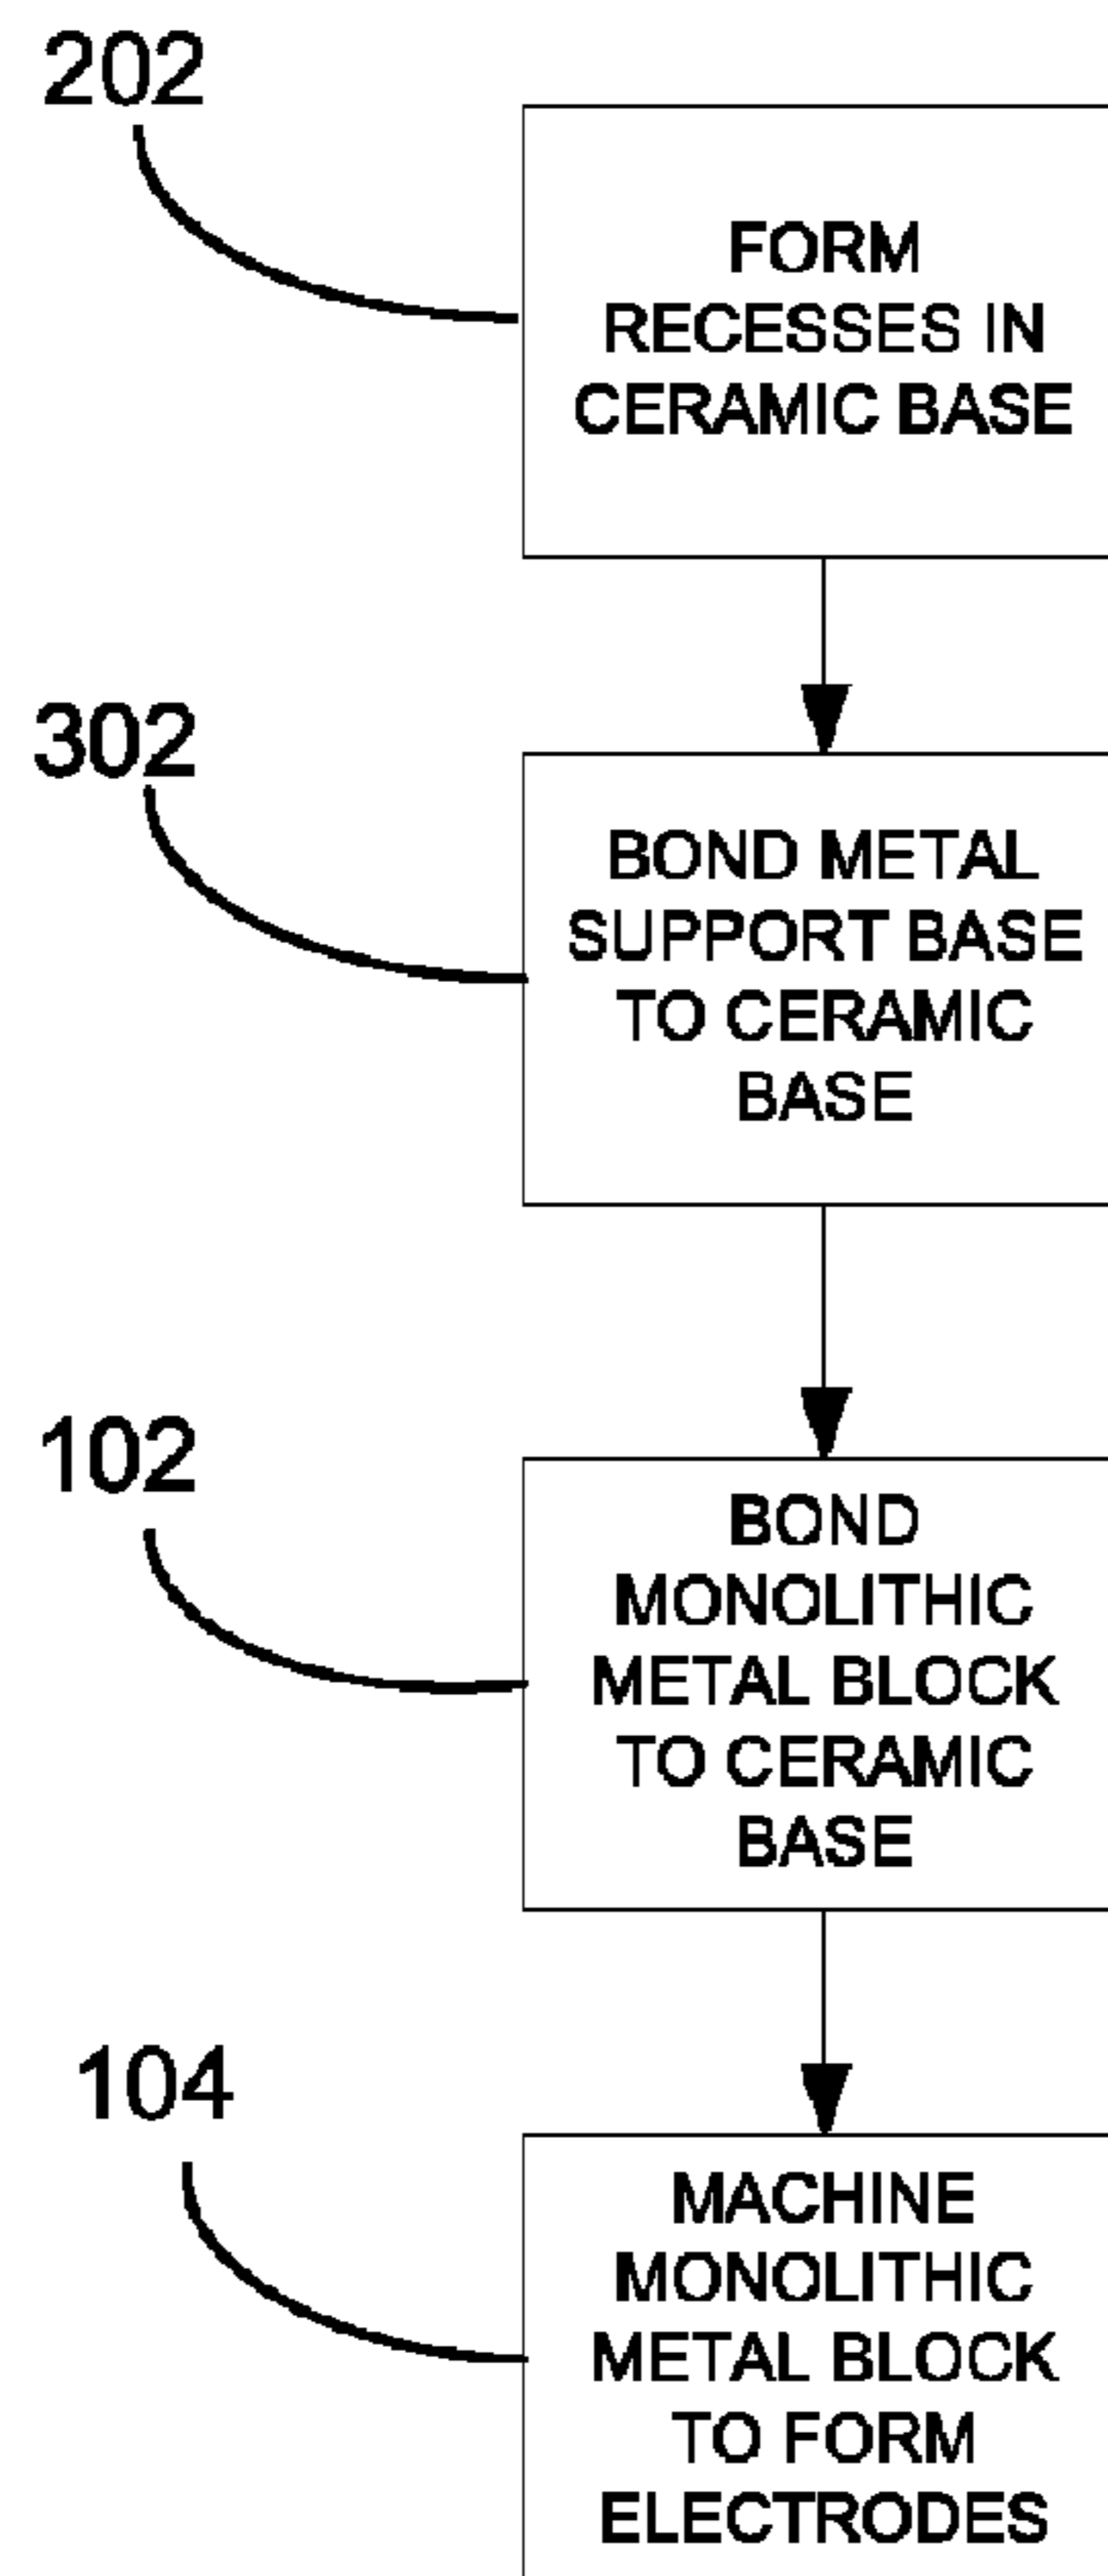 202
FORM
RECESSES IN
CERAMIC BASE
302
BOND METAL
SUPPORT BASE
TO CERAMIC
BASE
102
BOND
MONOLITHIC
METAL BLOCK
TO CERAMIC
BASE
104
MACHINE
MONOLITHIC
METAL BLOCK
TO FORM
ELECTRODES